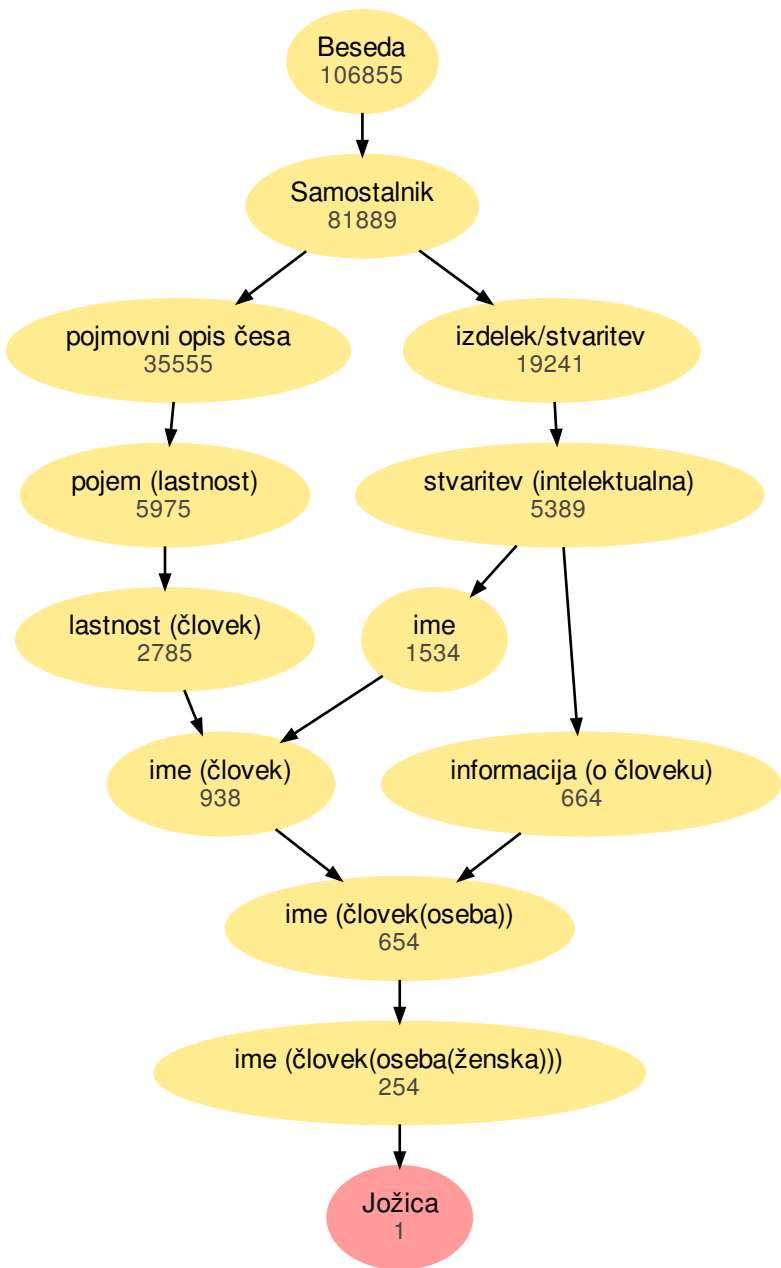 Beseda
106855
Samostalnik
81889
pojmovni opis česa
35555
izdelek/stvaritev
19241
pojem (lastnost)
5975
stvaritev (intelektualna)
5389
lastnost (človek)
2785
ime
1534
ime (človek)
938
informacija (o človeku)
664
ime (človek(oseba))
654
ime (človek(oseba(ženska)))
254
Jožica
1